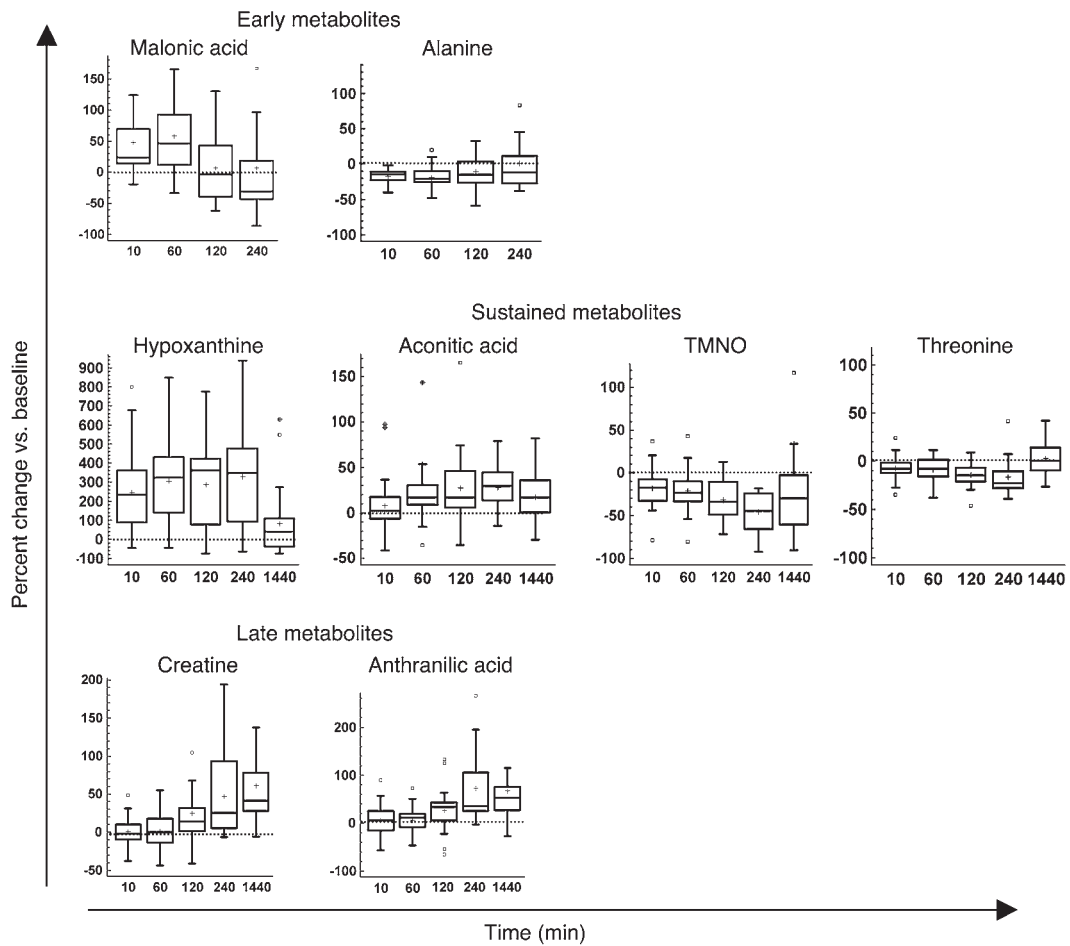 Early metabolites
Malonic acid Alanine
150
100
50
0
-50
-100
10 60 120 240
100
50
0
-50
-100
10 60 120 240
Sustained metabolites
Hypoxanthine Aconitic acid TMNO Threonine
900
800
700
600
500
400
300
200
100
0
-100
10 60 120 240 1440
150
100
50
0
-50
10 60 120 240 1440
100
50
0
-50
-100
10 60 120 240 1440
100
50
0
-50
-100
10 60 120 240 1440
Late metabolites
Creatine Anthranilic acid
200
150
100
50
0
-50
10 60 120 240 1440
200
100
0
-100
10 60 120 240 1440
Percent change vs. baseline
Time (min)